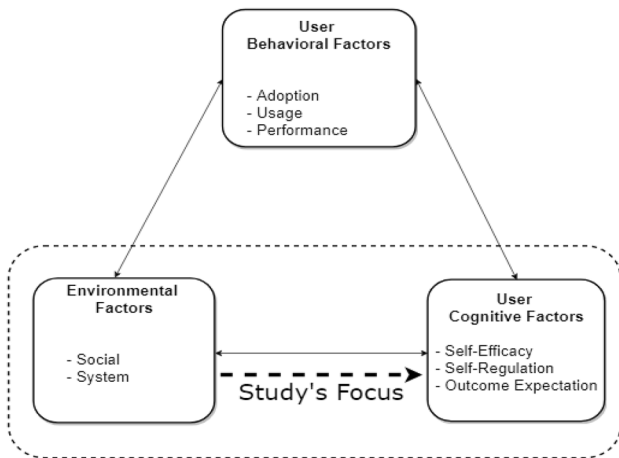 User
Behavioral Factors
- Adoption
- Usage
- Performance
Environmental
Factors
- Social
- System
User
Cognitive Factors
- Self-Efficacy
- Self-Regulation
- Outcome Expectation
Study's Focus